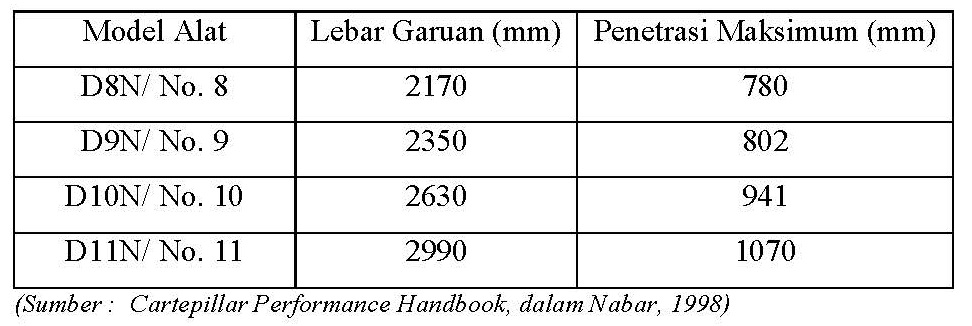 Model Alat Lebar Garuan (mm) Penetrasi Maksimum (mm)
D8N/ No. 8 2170 780
D9N/ No. 9 2350 802
D10N/ No. 10 2630 941
D11N/ No. 11 2990 1070
(Sumber : Cartepillar Performance Handbook, dalam Nabar, 1998)